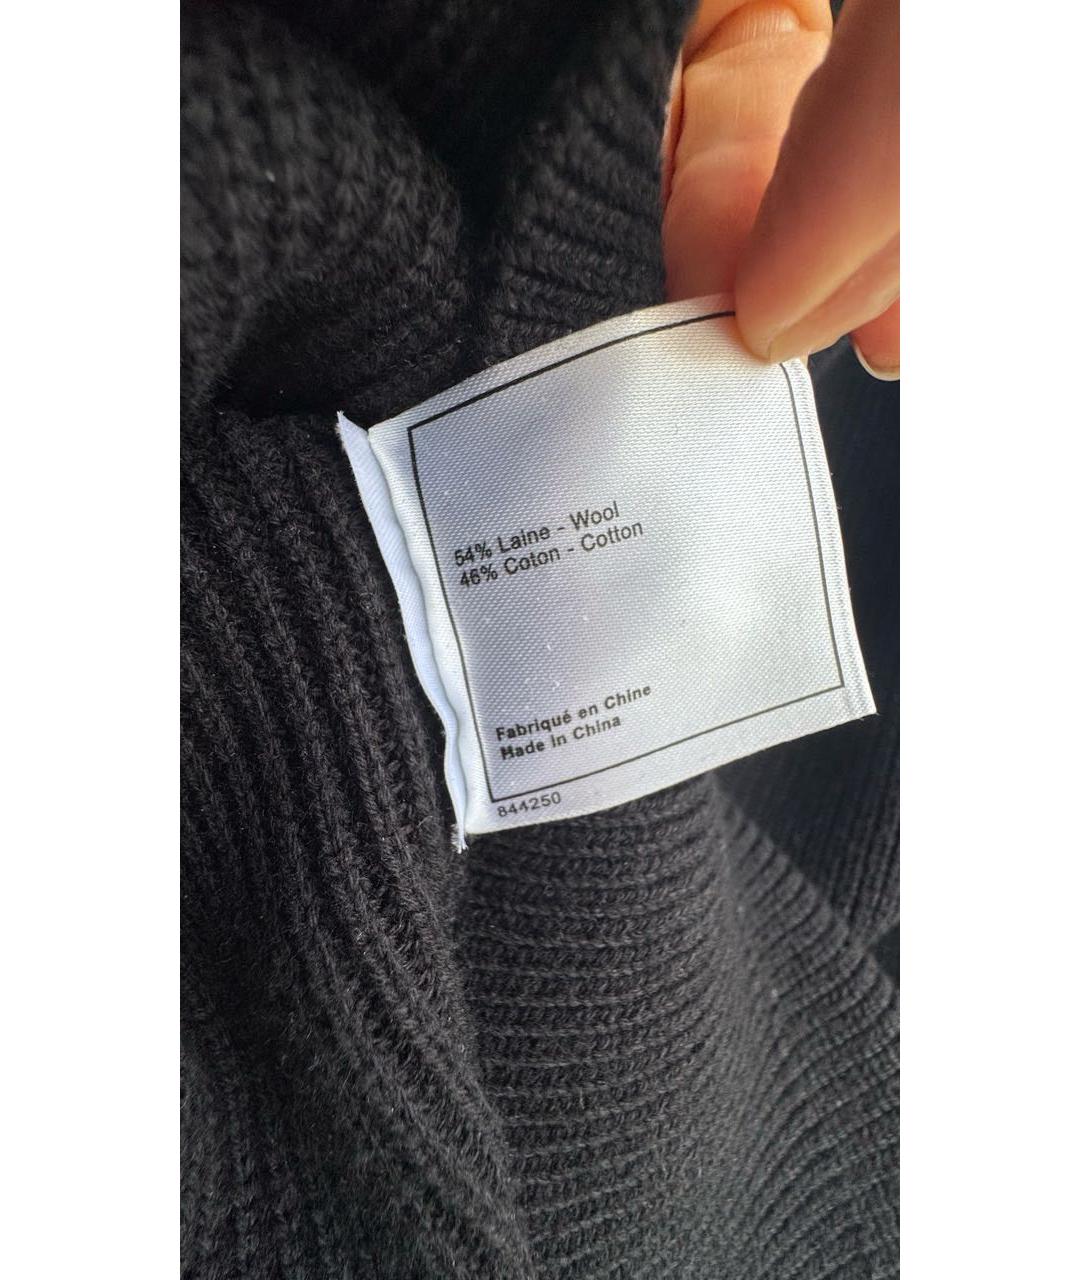 54% Laine - Wool
46% Coton - Cotton
Fabriqué en Chine
Made in China
844250